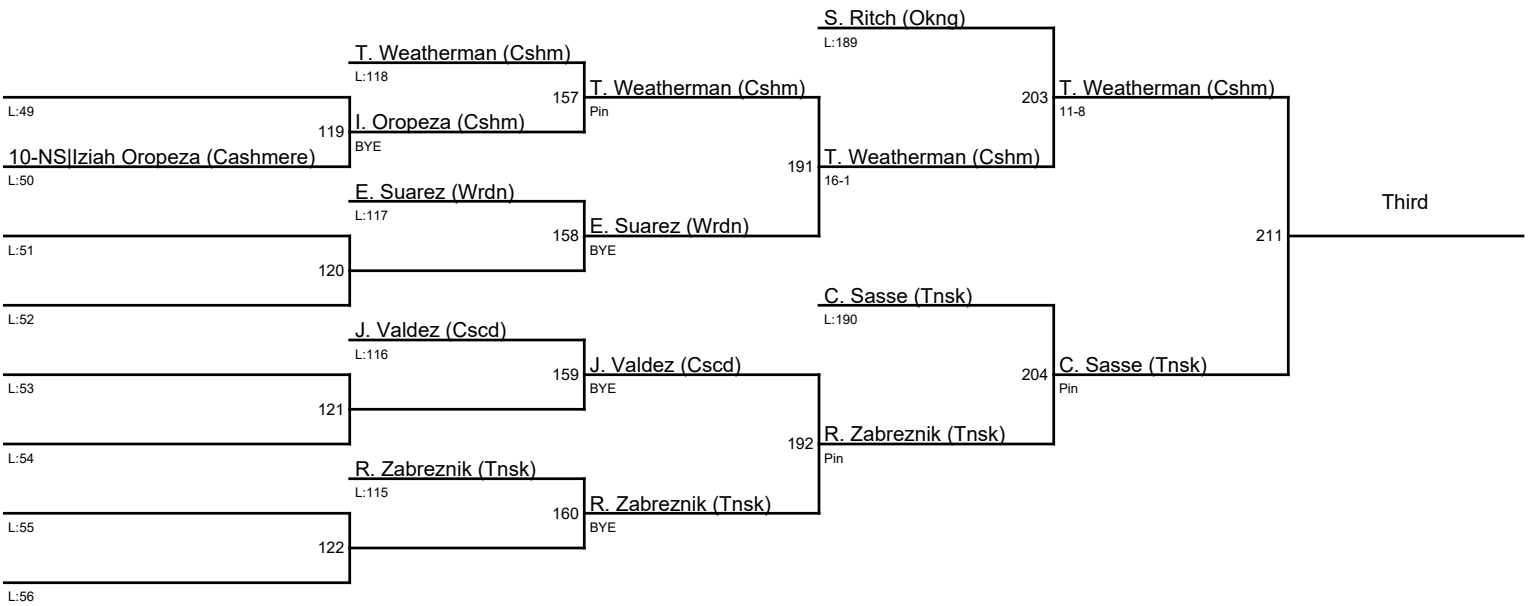 S. Ritch (Okng)
L:189
T. Weatherman (Cshm)
L:118
157
T. Weatherman (Cshm)
Pin
203
T. Weatherman (Cshm)
11-8
L:49
119
I. Oropeza (Cshm)
BYE
10-NS|Iziah Oropeza (Cashmere)
L:50
191
T. Weatherman (Cshm)
16-1
E. Suarez (Wrdn)
L:117
158
E. Suarez (Wrdn)
BYE
Third
211
L:51
120
L:52
C. Sasse (Tnsk)
L:190
J. Valdez (Cscd)
L:116
159
J. Valdez (Cscd)
BYE
204
C. Sasse (Tnsk)
Pin
L:53
121
L:54
192
R. Zabreznik (Tnsk)
Pin
R. Zabreznik (Tnsk)
L:115
160
R. Zabreznik (Tnsk)
BYE
L:55
122
L:56